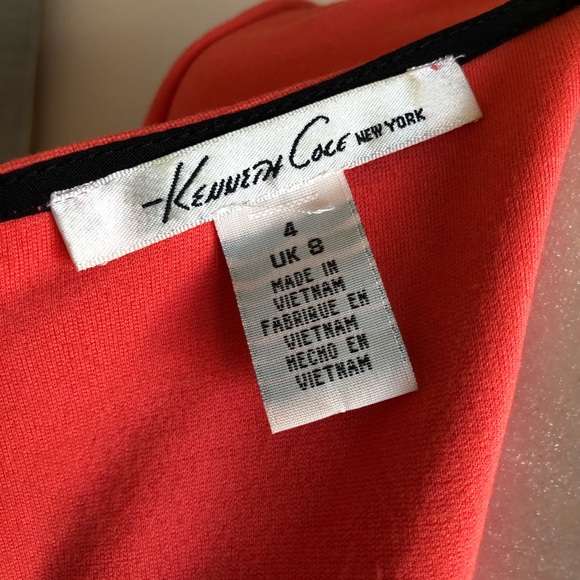 -Kenneth Cole NEW YORK
4
UK 8
MADE IN
VIETNAM
FABRIQUE EN
VIETNAM
HECHO EN
VIETNAM